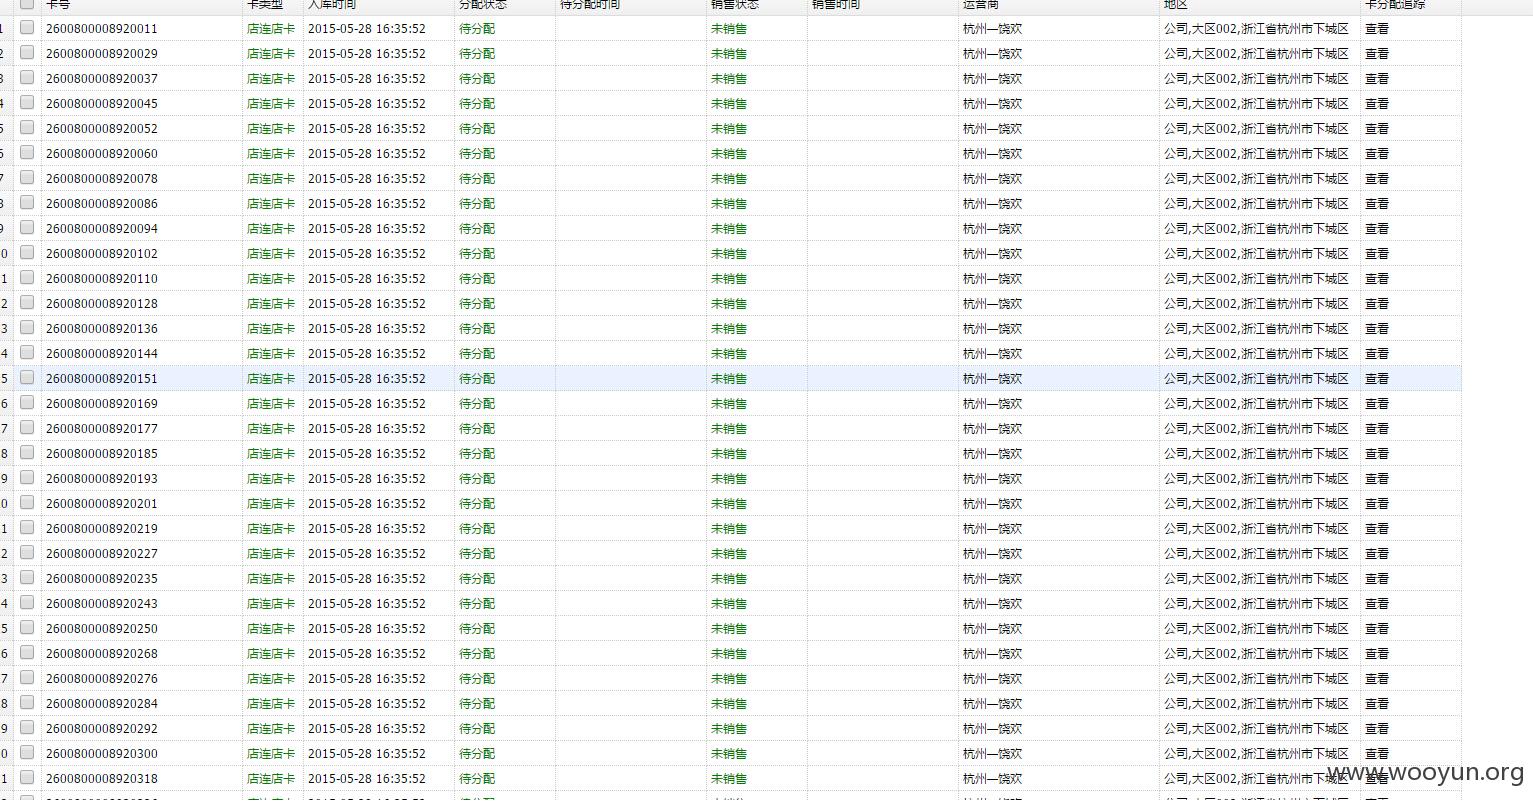 卡号 卡类型 入库时间 分配状态 待分配时间 销售状态 销售时间 运营商 地区 卡分配追踪
1 2600800008920011 店连店卡 2015-05-28 16:35:52 待分配 未销售 杭州—饶欢 公司,大区002,浙江省杭州市下城区 查看
2 2600800008920029 店连店卡 2015-05-28 16:35:52 待分配 未销售 杭州—饶欢 公司,大区002,浙江省杭州市下城区 查看
3 2600800008920037 店连店卡 2015-05-28 16:35:52 待分配 未销售 杭州—饶欢 公司,大区002,浙江省杭州市下城区 查看
4 2600800008920045 店连店卡 2015-05-28 16:35:52 待分配 未销售 杭州—饶欢 公司,大区002,浙江省杭州市下城区 查看
5 2600800008920052 店连店卡 2015-05-28 16:35:52 待分配 未销售 杭州—饶欢 公司,大区002,浙江省杭州市下城区 查看
6 2600800008920060 店连店卡 2015-05-28 16:35:52 待分配 未销售 杭州—饶欢 公司,大区002,浙江省杭州市下城区 查看
7 2600800008920078 店连店卡 2015-05-28 16:35:52 待分配 未销售 杭州—饶欢 公司,大区002,浙江省杭州市下城区 查看
8 2600800008920086 店连店卡 2015-05-28 16:35:52 待分配 未销售 杭州—饶欢 公司,大区002,浙江省杭州市下城区 查看
9 2600800008920094 店连店卡 2015-05-28 16:35:52 待分配 未销售 杭州—饶欢 公司,大区002,浙江省杭州市下城区 查看
0 2600800008920102 店连店卡 2015-05-28 16:35:52 待分配 未销售 杭州—饶欢 公司,大区002,浙江省杭州市下城区 查看
1 2600800008920110 店连店卡 2015-05-28 16:35:52 待分配 未销售 杭州—饶欢 公司,大区002,浙江省杭州市下城区 查看
2 2600800008920128 店连店卡 2015-05-28 16:35:52 待分配 未销售 杭州—饶欢 公司,大区002,浙江省杭州市下城区 查看
3 2600800008920136 店连店卡 2015-05-28 16:35:52 待分配 未销售 杭州—饶欢 公司,大区002,浙江省杭州市下城区 查看
4 2600800008920144 店连店卡 2015-05-28 16:35:52 待分配 未销售 杭州—饶欢 公司,大区002,浙江省杭州市下城区 查看
5 2600800008920151 店连店卡 2015-05-28 16:35:52 待分配 未销售 杭州—饶欢 公司,大区002,浙江省杭州市下城区 查看
6 2600800008920169 店连店卡 2015-05-28 16:35:52 待分配 未销售 杭州—饶欢 公司,大区002,浙江省杭州市下城区 查看
7 2600800008920177 店连店卡 2015-05-28 16:35:52 待分配 未销售 杭州—饶欢 公司,大区002,浙江省杭州市下城区 查看
8 2600800008920185 店连店卡 2015-05-28 16:35:52 待分配 未销售 杭州—饶欢 公司,大区002,浙江省杭州市下城区 查看
9 2600800008920193 店连店卡 2015-05-28 16:35:52 待分配 未销售 杭州—饶欢 公司,大区002,浙江省杭州市下城区 查看
0 2600800008920201 店连店卡 2015-05-28 16:35:52 待分配 未销售 杭州—饶欢 公司,大区002,浙江省杭州市下城区 查看
1 2600800008920219 店连店卡 2015-05-28 16:35:52 待分配 未销售 杭州—饶欢 公司,大区002,浙江省杭州市下城区 查看
2 2600800008920227 店连店卡 2015-05-28 16:35:52 待分配 未销售 杭州—饶欢 公司,大区002,浙江省杭州市下城区 查看
3 2600800008920235 店连店卡 2015-05-28 16:35:52 待分配 未销售 杭州—饶欢 公司,大区002,浙江省杭州市下城区 查看
4 2600800008920243 店连店卡 2015-05-28 16:35:52 待分配 未销售 杭州—饶欢 公司,大区002,浙江省杭州市下城区 查看
5 2600800008920250 店连店卡 2015-05-28 16:35:52 待分配 未销售 杭州—饶欢 公司,大区002,浙江省杭州市下城区 查看
6 2600800008920268 店连店卡 2015-05-28 16:35:52 待分配 未销售 杭州—饶欢 公司,大区002,浙江省杭州市下城区 查看
7 2600800008920276 店连店卡 2015-05-28 16:35:52 待分配 未销售 杭州—饶欢 公司,大区002,浙江省杭州市下城区 查看
8 2600800008920284 店连店卡 2015-05-28 16:35:52 待分配 未销售 杭州—饶欢 公司,大区002,浙江省杭州市下城区 查看
9 2600800008920292 店连店卡 2015-05-28 16:35:52 待分配 未销售 杭州—饶欢 公司,大区002,浙江省杭州市下城区 查看
0 2600800008920300 店连店卡 2015-05-28 16:35:52 待分配 未销售 杭州—饶欢 公司,大区002,浙江省杭州市下城区 查看
1 2600800008920318 店连店卡 2015-05-28 16:35:52 待分配 未销售 杭州—饶欢 公司,大区002,浙江省杭州市下城区 查看
www.wooyun.org